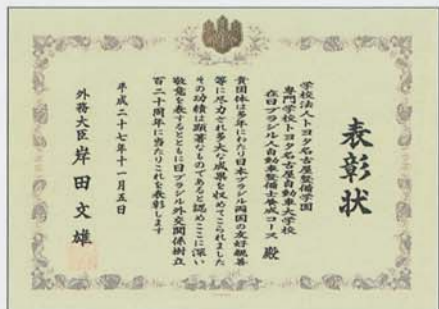 表彰状
学校法人トヨタ名古屋整備学園
専門学校トヨタ名古屋自動車大学校
在日ブラジル人自動車整備士養成コース 殿
貴団体は多年にわたり日本ブラジル両国の友好親善
等に尽力され多大な成果を収めてこられました
その功績は顕著なものであると認めここに深い
敬意を表するとともに日ブラジル外交関係樹立
百二十周年に当たりこれを表彰します
平成二十七年十一月五日
外務大臣 岸田文雄